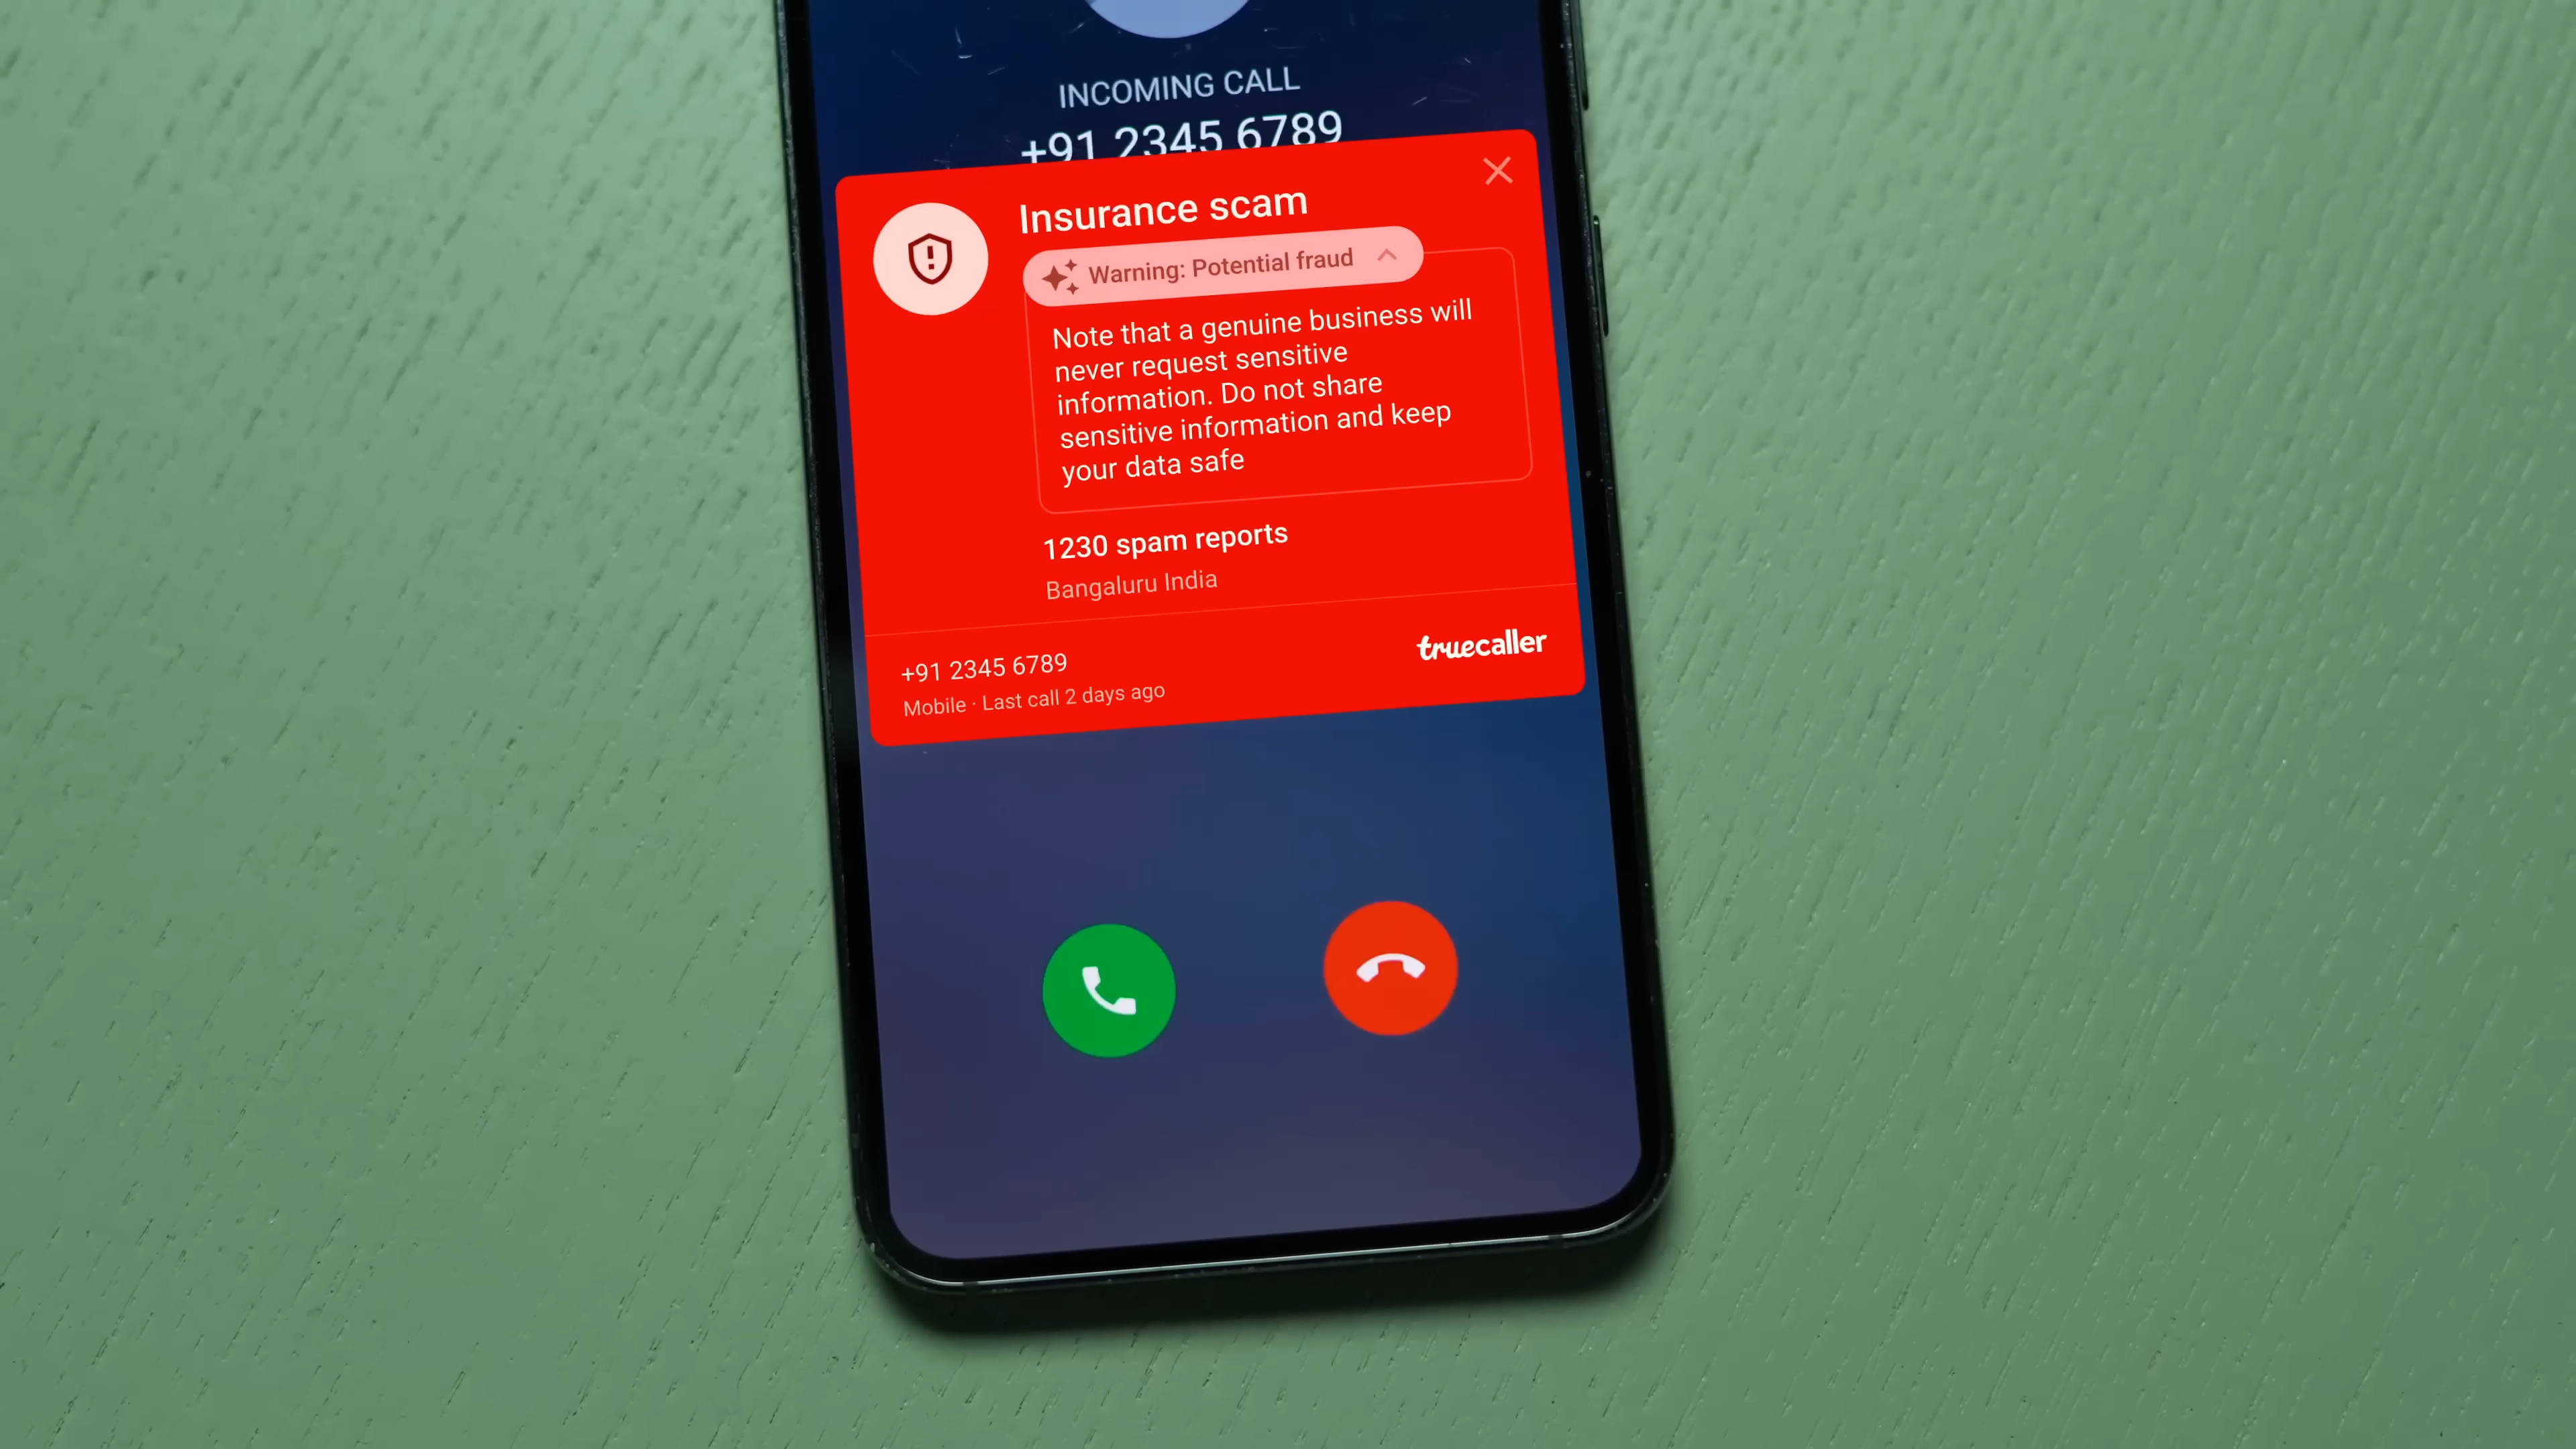 INCOMING CALL
+91 2345 6789
Insurance scam
Warning: Potential fraud
Note that a genuine business will
never request sensitive
information. Do not share
sensitive information and keep
your data safe
1230 spam reports
Bangaluru India
+91 2345 6789
Mobile · Last call 2 days ago
truecaller